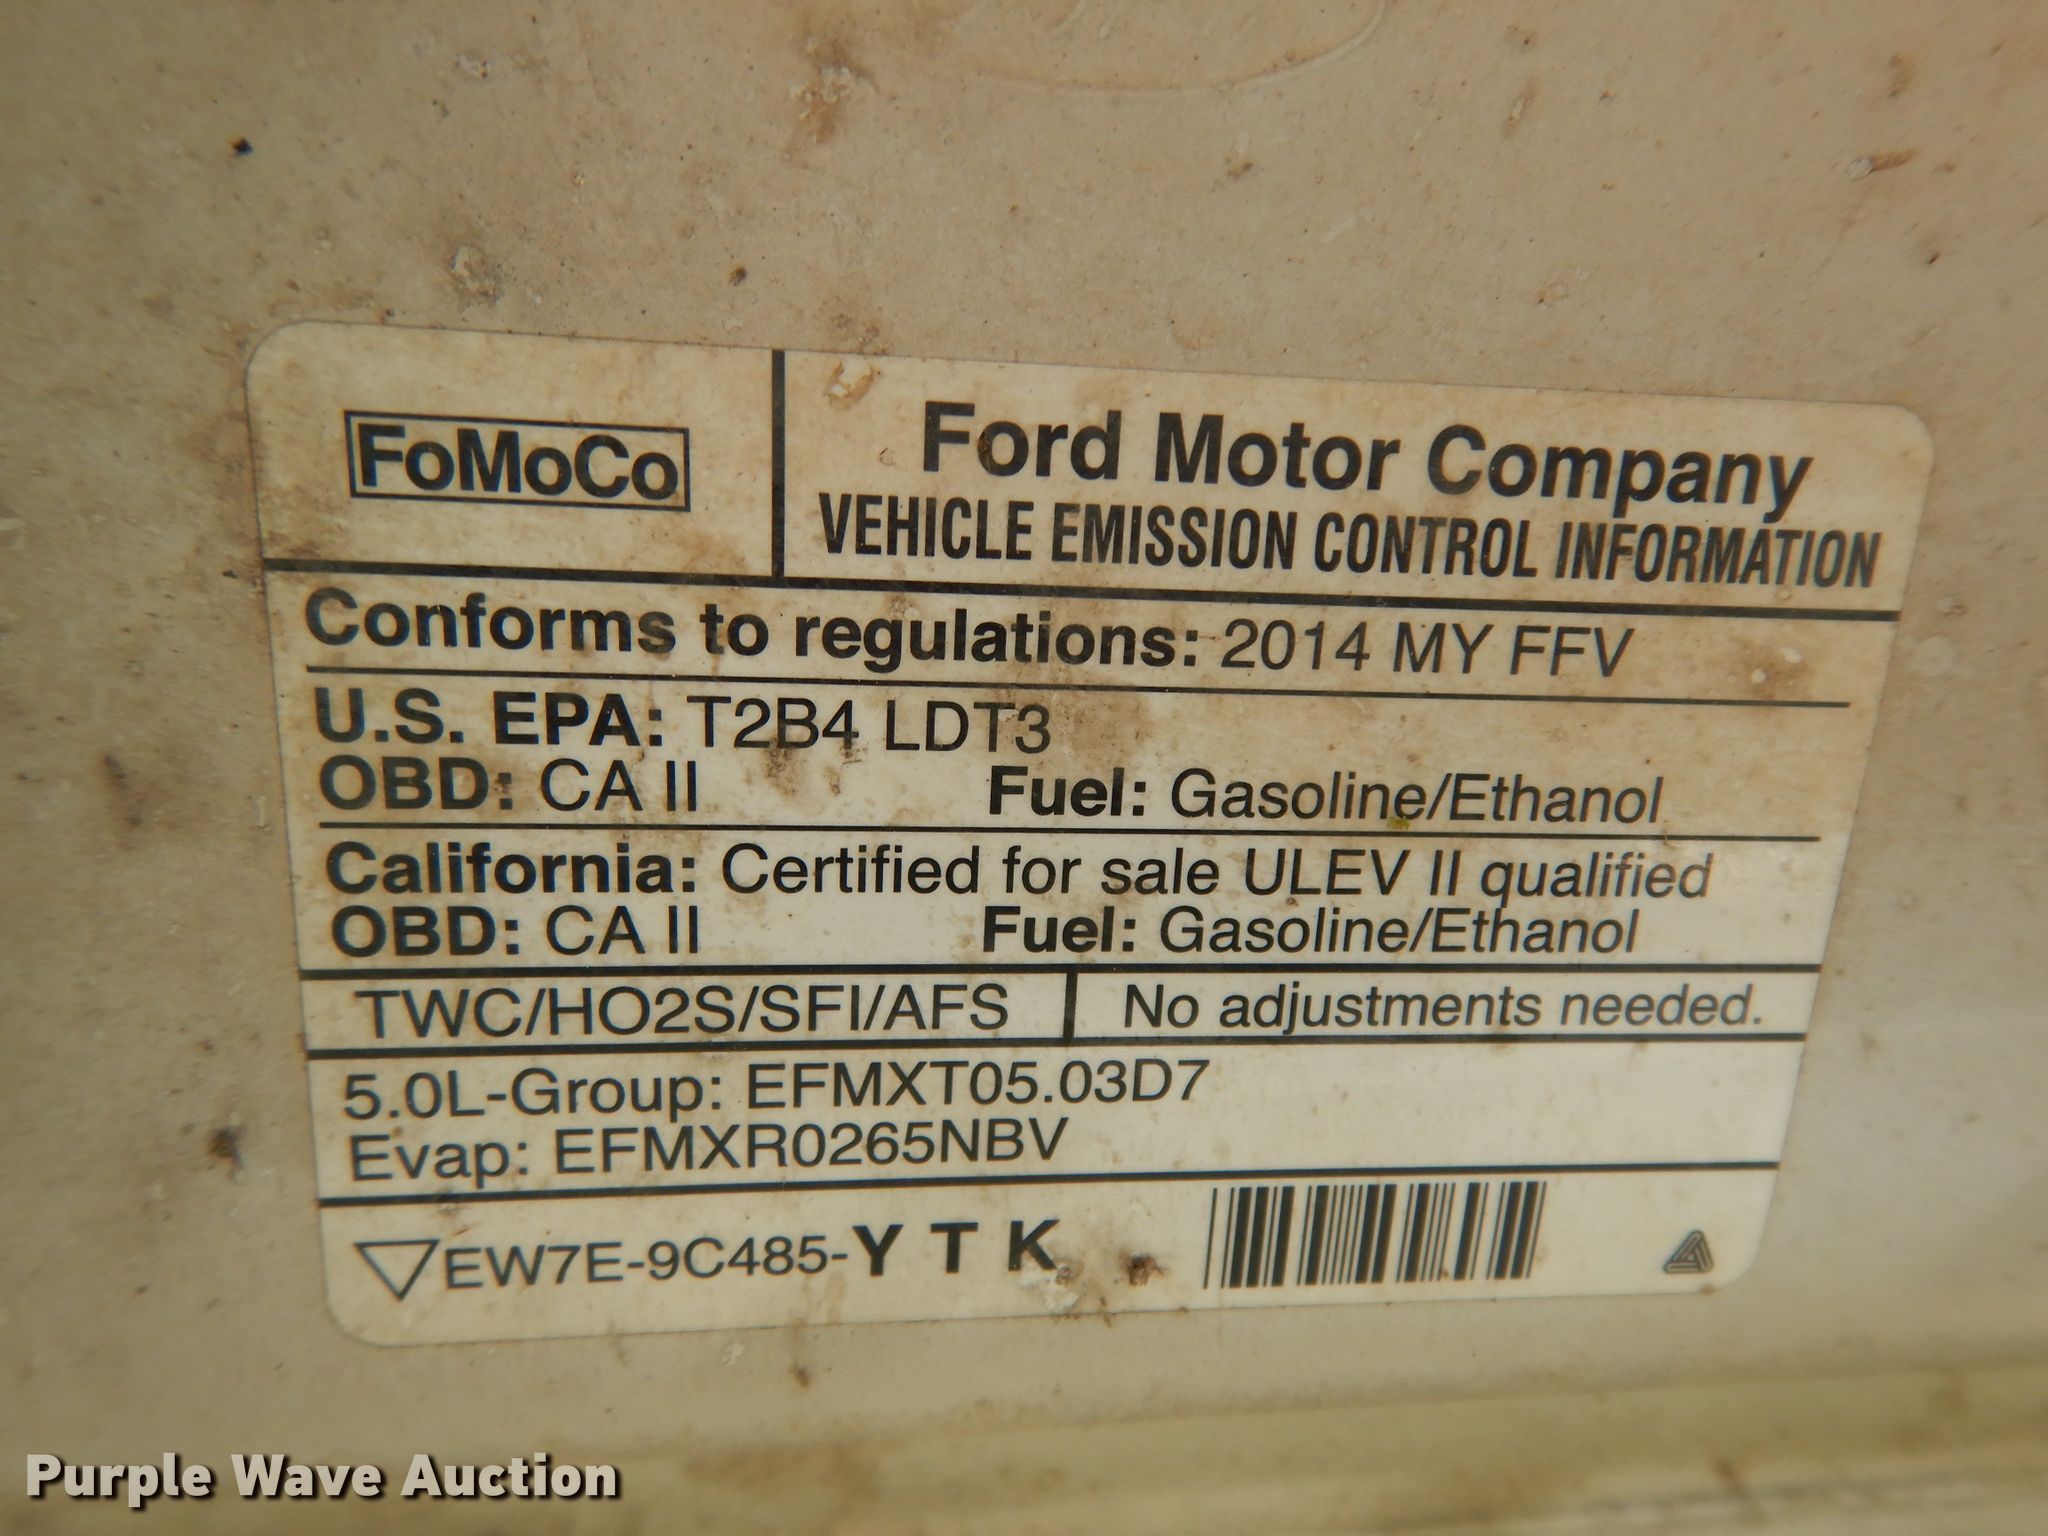 FoMoCo
Ford Motor Company
VEHICLE EMISSION CONTROL INFORMATION
Conforms to regulations: 2014 MY FFV
U.S. EPA: T2B4 LDT3
OBD: CA II Fuel: Gasoline/Ethanol
California: Certified for sale ULEV II qualified
OBD: CA II Fuel: Gasoline/Ethanol
TWC/HO2S/SFI/AFS No adjustments needed.
5.0L-Group: EFMXT05.03D7
Evap: EFMXR0265NBV
EW7E-9C485-Y T K
Purple Wave Auction